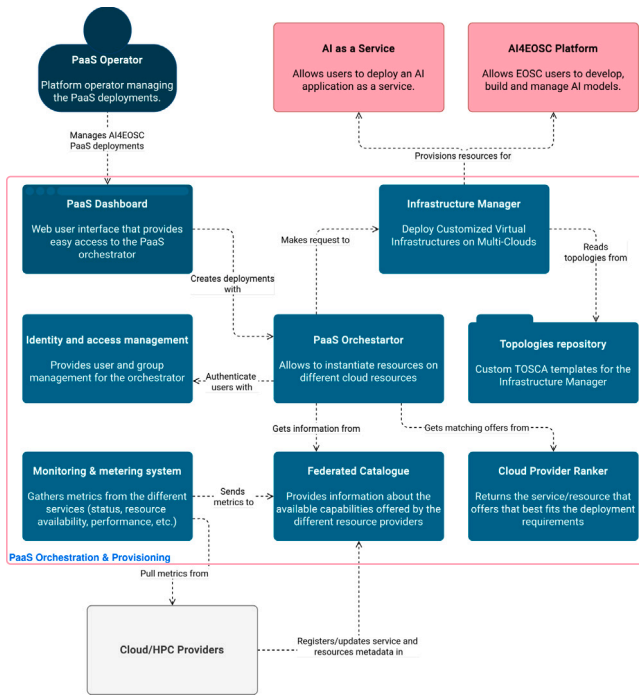 PaaS Operator
Platform operator managing
the PaaS deployments.
AI as a Service
Allows users to deploy an AI
application as a service.
AI4EOSC Platform
Allows EOSC users to develop,
build and manage AI models.
Manages AI4EOSC
PaaS deployments
Provisions resources for
PaaS Dashboard
Web user interface that provides
easy access to the PaaS
orchestrator
Infrastructure Manager
Deploy Customized Virtual
Infrastructures on Multi-Clouds
Makes request to
Reads
topologies from
Creates deployments
with
Identity and access management
Provides user and group
management for the orchestrator
PaaS Orchestartor
Allows to instantiate resources on
different cloud resources
Topologies repository
Custom TOSCA templates for the
Infrastructure Manager
Authenticate
users with
Gets information from
Gets matching offers from
Monitoring & metering system
Gathers metrics from the different
services (status, resource
availability, performance, etc.)
Sends
metrics to
Federated Catalogue
Provides information about the
available capabilities offered by the
different resource providers
Cloud Provider Ranker
Returns the service/resource that
offers that best fits the deployment
requirements
PaaS Orchestration & Provisioning
Pull metrics from
Cloud/HPC Providers
Registers/updates service and
resources metadata in